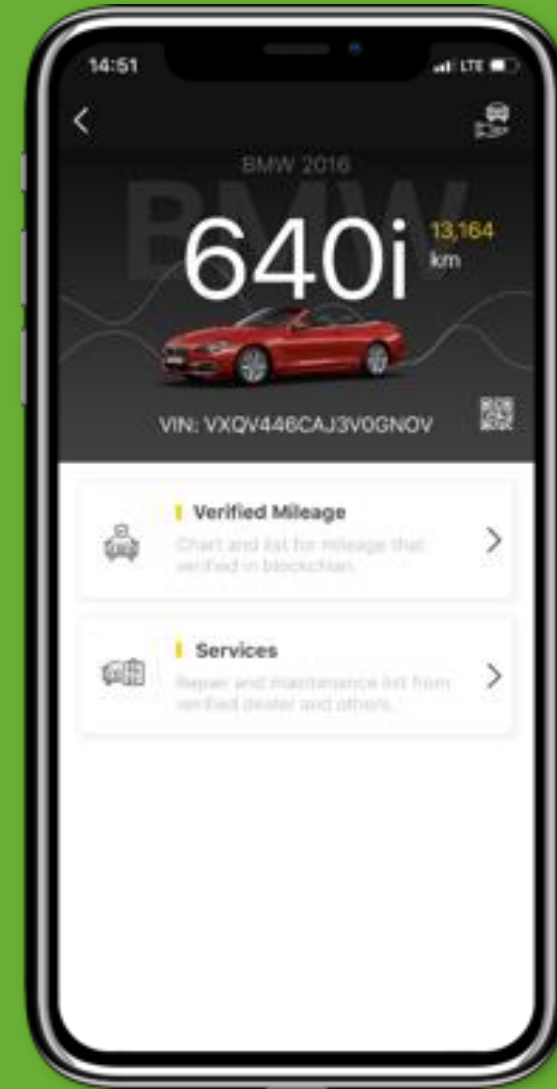 14:51
LTE
BMW 2016
BMW
640i
13,164
km
VIN: VXQV446CAJ3V0GNOV
Verified Mileage
Chart and list for mileage that
verified in blockchian.
Services
Repair and maintenance list from
verified dealer and others.